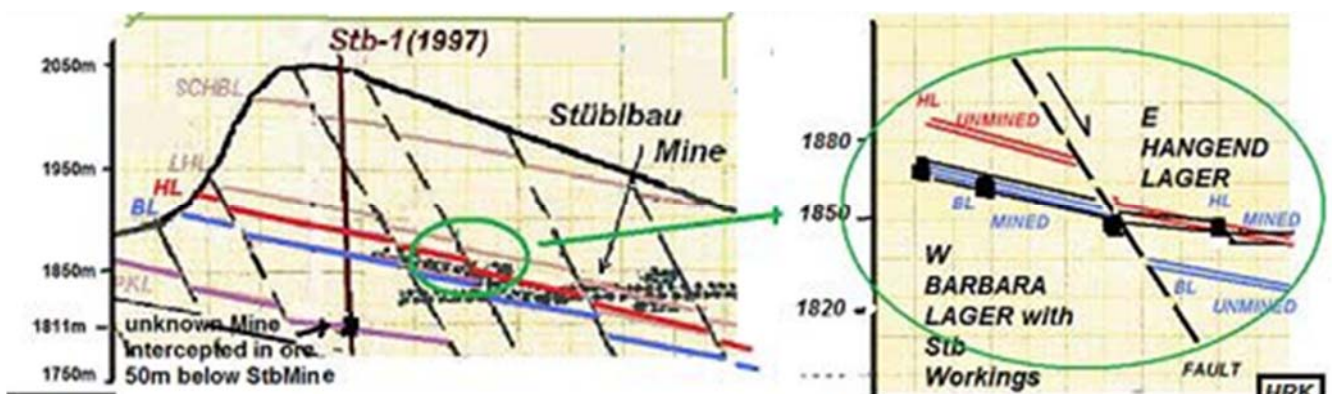 Stb-1(1997)
2050m
SCHBL
Stüblbau
Mine
1950m
LHL
HL
BL
1850m
PKL
1811m
unknown Mine
intercepted in ore
50m below StbMine
1750m
HL
UNMINED
1880
E
HANGEND
LAGER
HL
BL
MINED
MINED
1850
W
BARBARA
LAGER with
Stb
Workings
BL
UNMINED
1820
FAULT
HRK